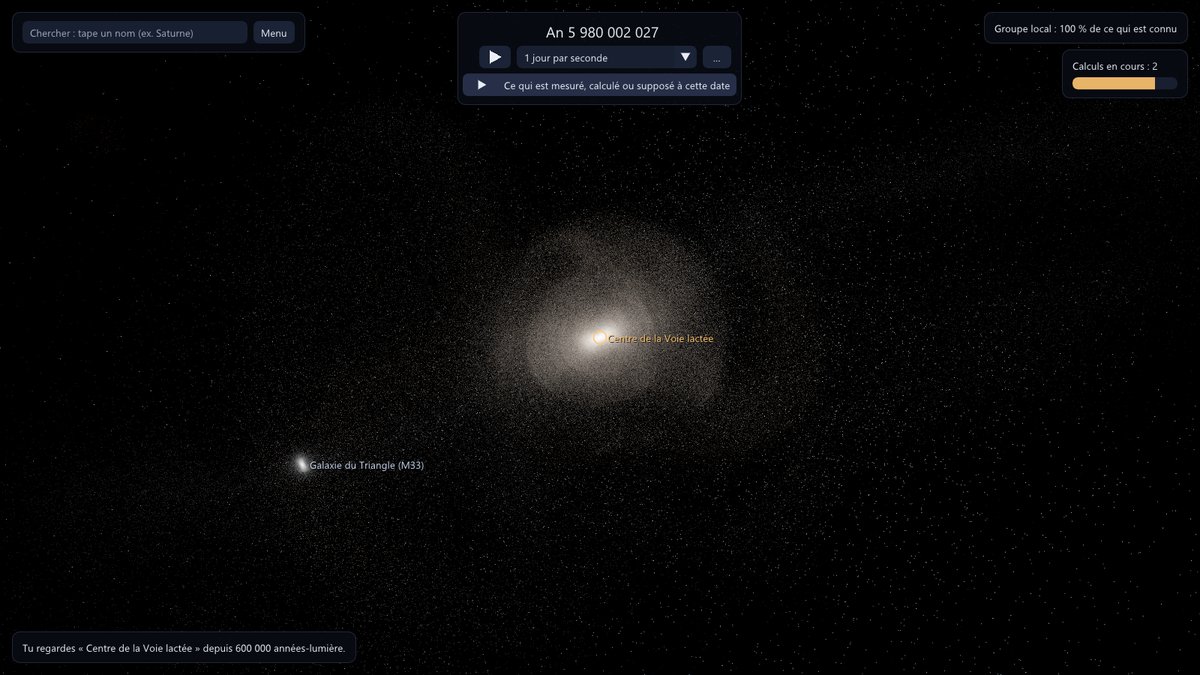 Chercher : tape un nom (ex. Saturne)
Menu
An 5 980 002 027
1 jour par seconde
...
Ce qui est mesuré, calculé ou supposé à cette date
Groupe local : 100 % de ce qui est connu
Calculs en cours : 2
Centre de la Voie lactée
Galaxie du Triangle (M33)
Tu regardes « Centre de la Voie lactée » depuis 600 000 années-lumière.